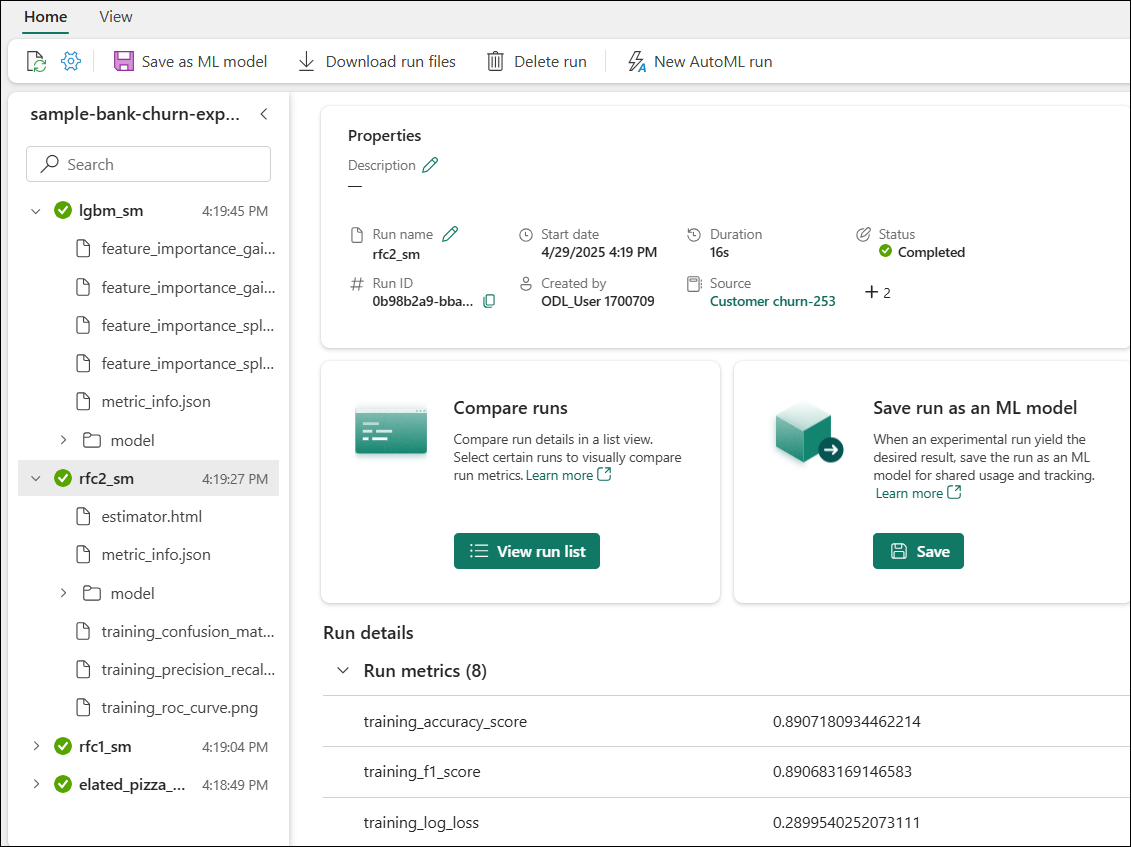 Home View
Save as ML model Download run files Delete run New AutoML run
sample-bank-churn-exp...
Search
lgbm_sm 4:19:45 PM
feature_importance_gai...
feature_importance_gai...
feature_importance_spl...
feature_importance_spl...
metric_info.json
model
rfc2_sm 4:19:27 PM
estimator.html
metric_info.json
model
training_confusion_mat...
training_precision_recal...
training_roc_curve.png
rfc1_sm 4:19:04 PM
elated_pizza_... 4:18:49 PM
Properties
Description
—
Run name Start date Duration Status
rfc2_sm 4/29/2025 4:19 PM 16s Completed
Run ID Created by Source
0b98b2a9-bba... ODL_User 1700709 Customer churn-253 + 2
Compare runs
Compare run details in a list view.
Select certain runs to visually compare
run metrics. Learn more
View run list
Save run as an ML model
When an experimental run yield the
desired result, save the run as an ML
model for shared usage and tracking.
Learn more
Save
Run details
Run metrics (8)
training_accuracy_score 0.8907180934462214
training_f1_score 0.890683169146583
training_log_loss 0.2899540252073111